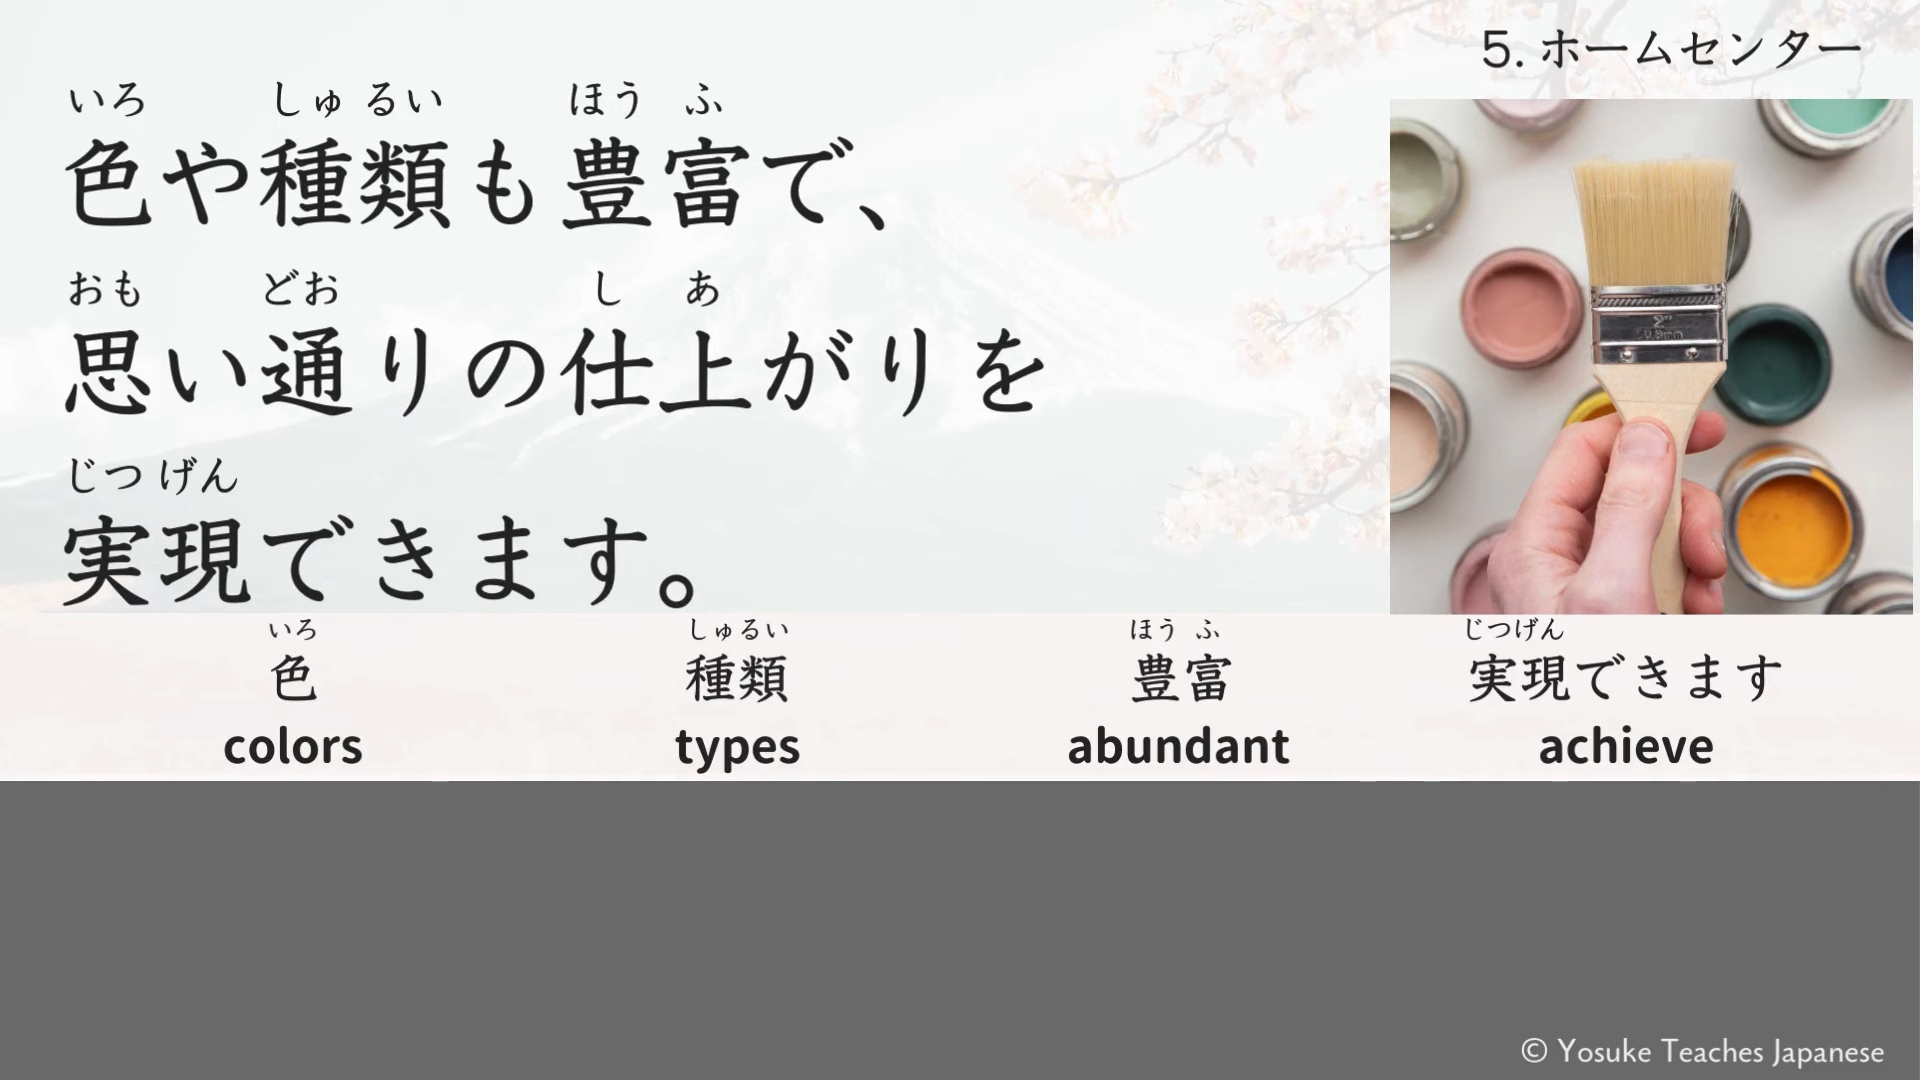 5. ホームセンター
いろ しゅ るい ほう ふ
色や種類も豊富で、
おも どお し あ
思い通りの仕上がりを
じつ げん
実現できます。
いろ しゅるい ほう ふ じつげん
色 種類 豊富 実現できます
colors types abundant achieve
© Yosuke Teaches Japanese